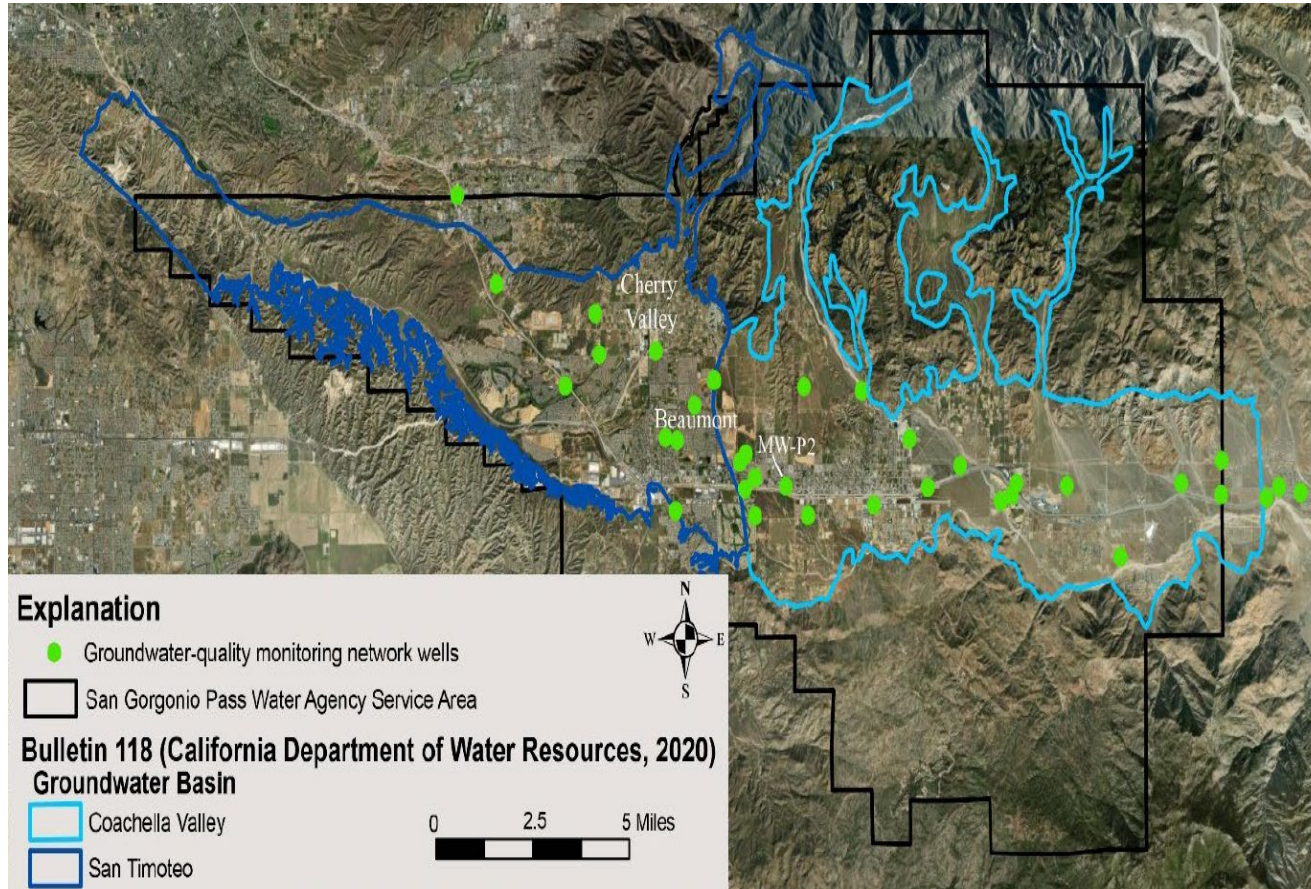 Cherry
Valley
Beaumont
MW-P2
Explanation
Groundwater-quality monitoring network wells
San Gorgonio Pass Water Agency Service Area
Bulletin 118 (California Department of Water Resources, 2020)
Groundwater Basin
Coachella Valley
San Timoteo
N
W E
S
0 2.5 5 Miles